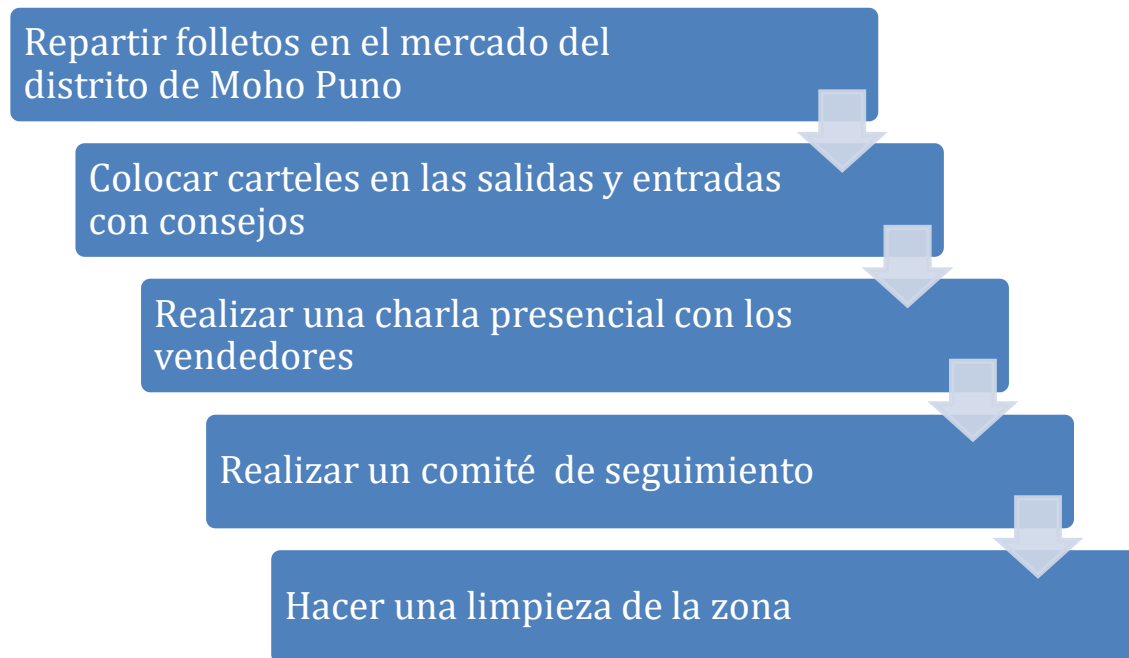 Repartir folletos en el mercado del
distrito de Moho Puno
Colocar carteles en las salidas y entradas
con consejos
Realizar una charla presencial con los
vendedores
Realizar un comité  de seguimiento
Hacer una limpieza de la zona